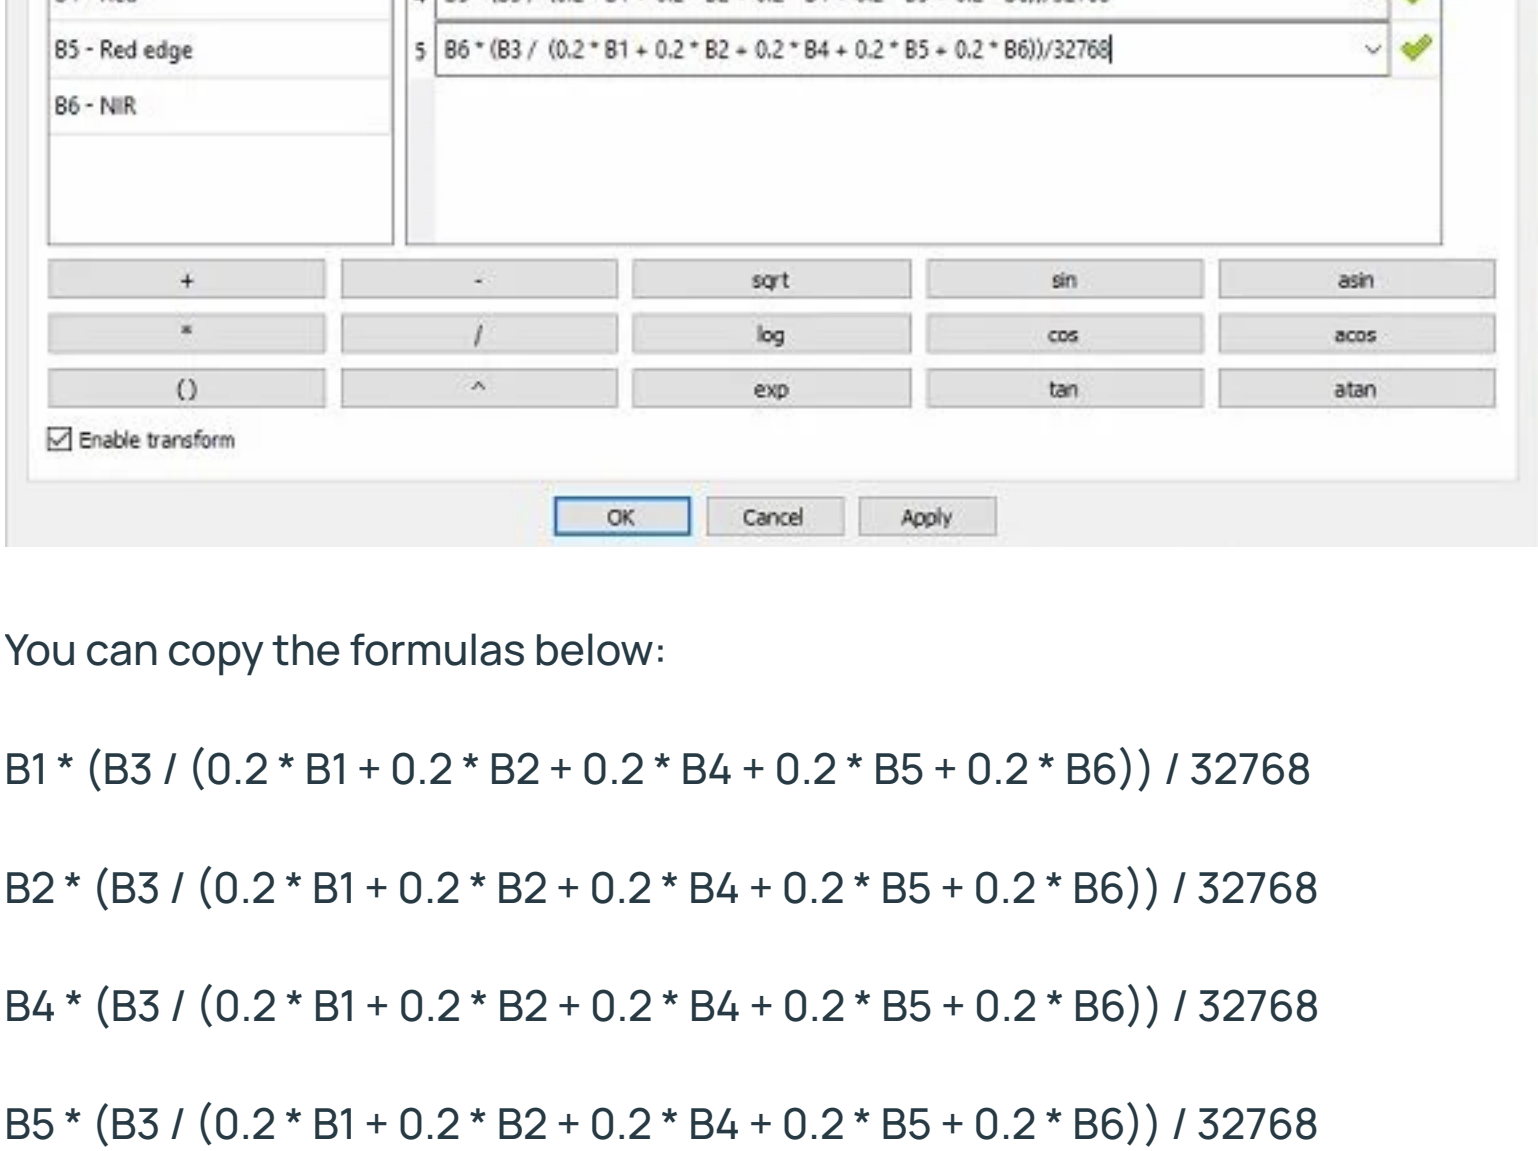 B5 - Red edge
5 B6 * (B3 / (0.2 * B1 + 0.2 * B2 + 0.2 * B4 + 0.2 * B5 + 0.2 * B6))/32768
B6 - NIR
+ - sqrt sin asin
* / log cos acos
() ^ exp tan atan
Enable transform
OK Cancel Apply
You can copy the formulas below:
B1 * (B3 / (0.2 * B1 + 0.2 * B2 + 0.2 * B4 + 0.2 * B5 + 0.2 * B6)) / 32768
B2 * (B3 / (0.2 * B1 + 0.2 * B2 + 0.2 * B4 + 0.2 * B5 + 0.2 * B6)) / 32768
B4 * (B3 / (0.2 * B1 + 0.2 * B2 + 0.2 * B4 + 0.2 * B5 + 0.2 * B6)) / 32768
B5 * (B3 / (0.2 * B1 + 0.2 * B2 + 0.2 * B4 + 0.2 * B5 + 0.2 * B6)) / 32768